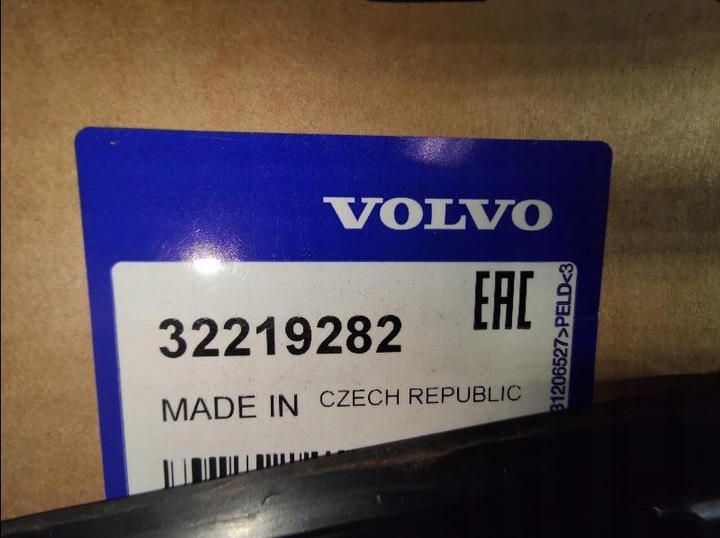 VOLVO
EAC
32219282
MADE IN CZECH REPUBLIC
31206527>PELD<3